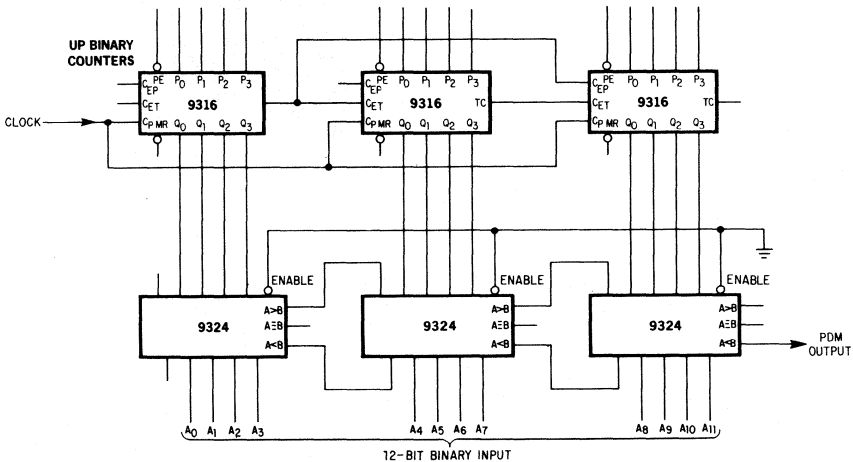 UP BINARY
COUNTERS
PE P0 P1 P2 P3
CEP
CET 9316
CP MR Q0 Q1 Q2 Q3
PE P0 P1 P2 P3
CEP
CET 9316 TC
CP MR Q0 Q1 Q2 Q3
PE P0 P1 P2 P3
CEP
CET 9316 TC
CP MR Q0 Q1 Q2 Q3
CLOCK
ENABLE
ENABLE
ENABLE
9324
A>B
A=B
A<B
9324
A>B
A=B
A<B
9324
A>B
A=B
A<B
PDM
OUTPUT
A0 A1 A2 A3
A4 A5 A6 A7
A8 A9 A10 A11
12-BIT BINARY INPUT